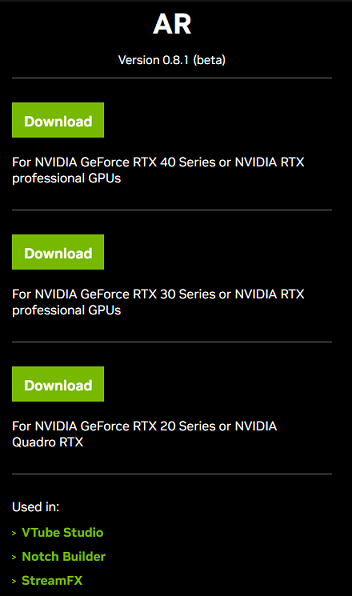 AR
Version 0.8.1 (beta)
Download
For NVIDIA GeForce RTX 40 Series or NVIDIA RTX
professional GPUs
Download
For NVIDIA GeForce RTX 30 Series or NVIDIA RTX
professional GPUs
Download
For NVIDIA GeForce RTX 20 Series or NVIDIA
Quadro RTX
Used in:
> VTube Studio
> Notch Builder
> StreamFX